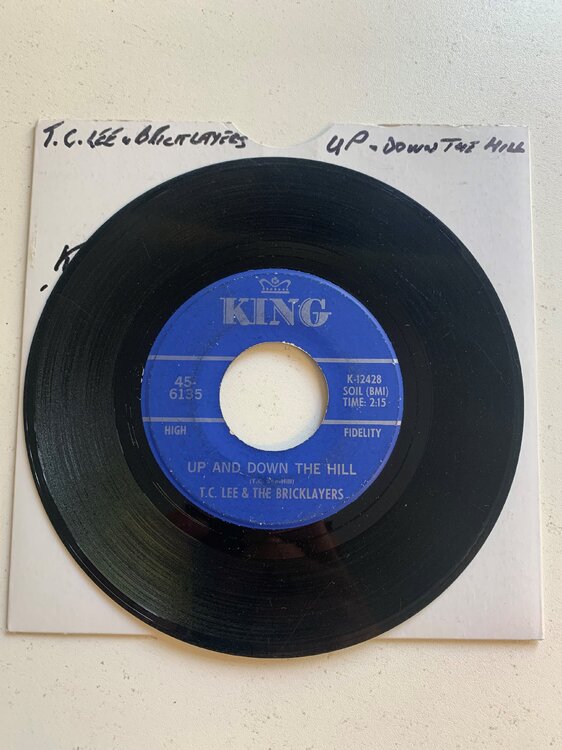 T.C. LEE & BRICKLAYERS
UP & DOWN THE HILL
K
KING
45-
6135
K-12428
SOIL (BMI)
TIME: 2:15
HIGH
FIDELITY
UP AND DOWN THE HILL
T.C. LEE & THE BRICKLAYERS